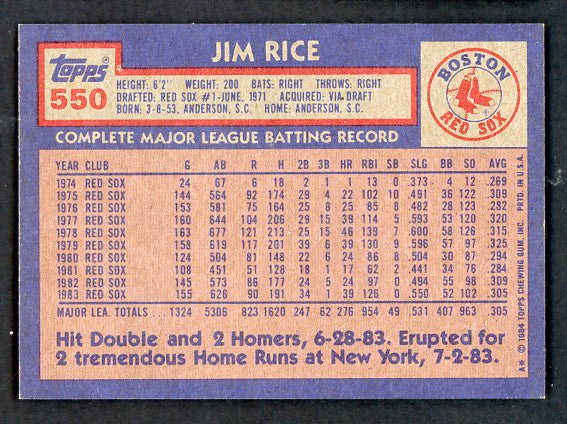 JIM RICE
Topps
550
HEIGHT: 6'2" WEIGHT: 200 BATS: RIGHT THROWS: RIGHT
DRAFTED: RED SOX #1-JUNE, 1971 ACQUIRED: VIA DRAFT
BORN: 3-8-53, ANDERSON, S.C. HOME: ANDERSON, S.C.
BOSTON
RED SOX
COMPLETE MAJOR LEAGUE BATTING RECORD
YEAR CLUB G AB R H 2B 3B HR RBI SB SLG BB SO AVG
1974 RED SOX 24 67 6 18 2 1 1 13 0 .373 4 12 .269
1975 RED SOX 144 564 92 174 29 4 22 102 10 .491 36 122 .309
1976 RED SOX 153 581 75 164 25 8 25 85 8 .482 28 123 .282
1977 RED SOX 160 644 104 206 29 15 39 114 5 .593 53 120 .320
1978 RED SOX 163 677 121 213 25 15 46 139 7 .600 58 126 .315
1979 RED SOX 158 619 117 201 39 6 39 130 9 .596 57 97 .325
1980 RED SOX 124 504 81 148 22 6 24 86 8 .504 30 87 .294
1981 RED SOX 108 451 51 128 18 1 17 62 2 .441 34 76 .284
1982 RED SOX 145 573 86 177 24 5 24 97 0 .494 55 98 .309
1983 RED SOX 155 626 90 191 34 1 39 126 0 .550 52 102 .305
MAJOR LEA. TOTALS ... 1324 5306 823 1620 247 62 276 954 49 .531 407 963 .305
Hit Double and 2 Homers, 6-28-83. Erupted for
2 tremendous Home Runs at New York, 7-2-83.
A* © 1984 TOPPS CHEWING GUM, INC. PRTD. IN U.S.A.